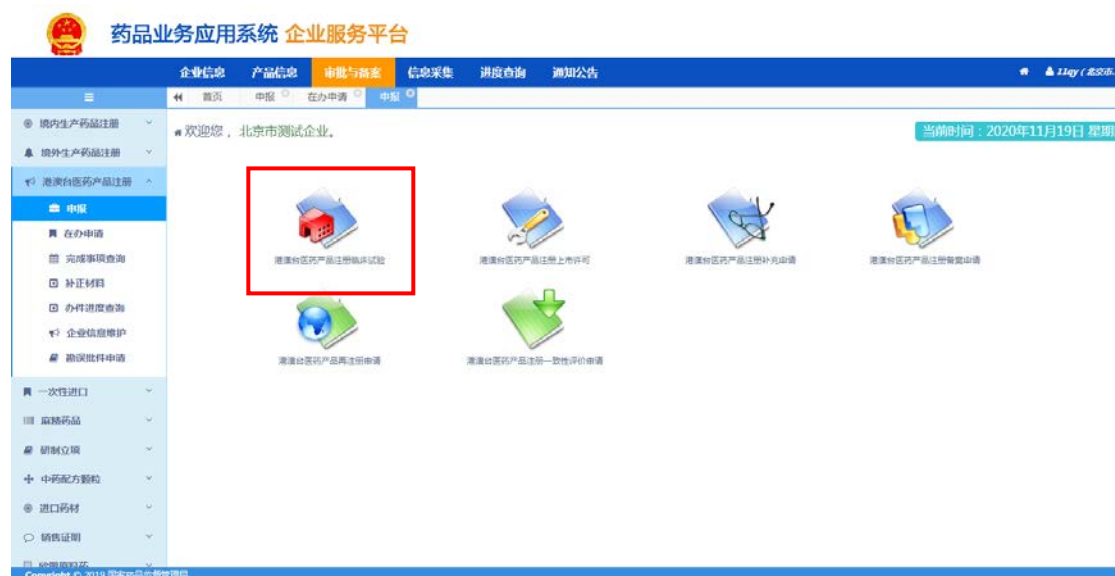 药品业务应用系统 企业服务平台
企业信息 产品信息 审批与备案 信息采集 进度查询 通知公告
首页 申报 在办申请 申报
欢迎您，北京市测试企业。
当前时间：2020年11月19日 星期
境内生产药品注册
境外生产药品注册
港澳台医药产品注册
申报
在办申请
完成事项查询
补正材料
办件进度查询
企业信息维护
勘误批件申请
一次性进口
麻精药品
研制立项
中药配方颗粒
进口药材
销售证明
港澳台医药产品注册临床试验
港澳台医药产品注册上市许可
港澳台医药产品注册补充申请
港澳台医药产品注册备案申请
港澳台医药产品再注册申请
港澳台医药产品注册一致性评价申请
Copyright © 2019 国家药品监督管理局